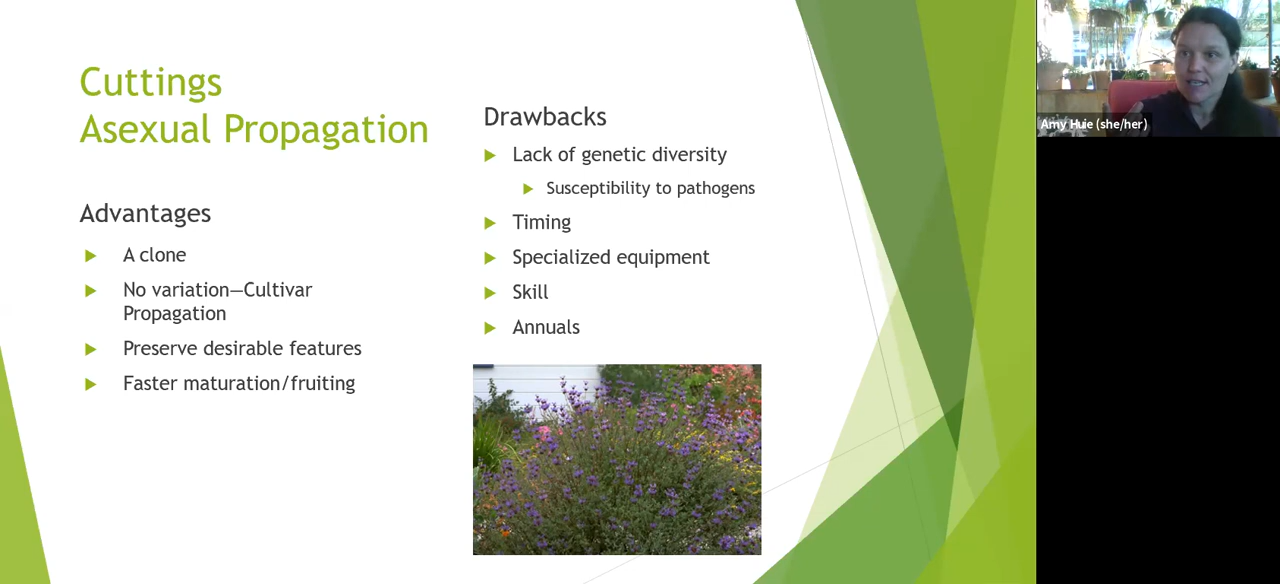 Cuttings
Asexual Propagation
Advantages
A clone
No variation—Cultivar
Propagation
Preserve desirable features
Faster maturation/fruiting
Drawbacks
Lack of genetic diversity
Susceptibility to pathogens
Timing
Specialized equipment
Skill
Annuals
Amy Huie (she/her)